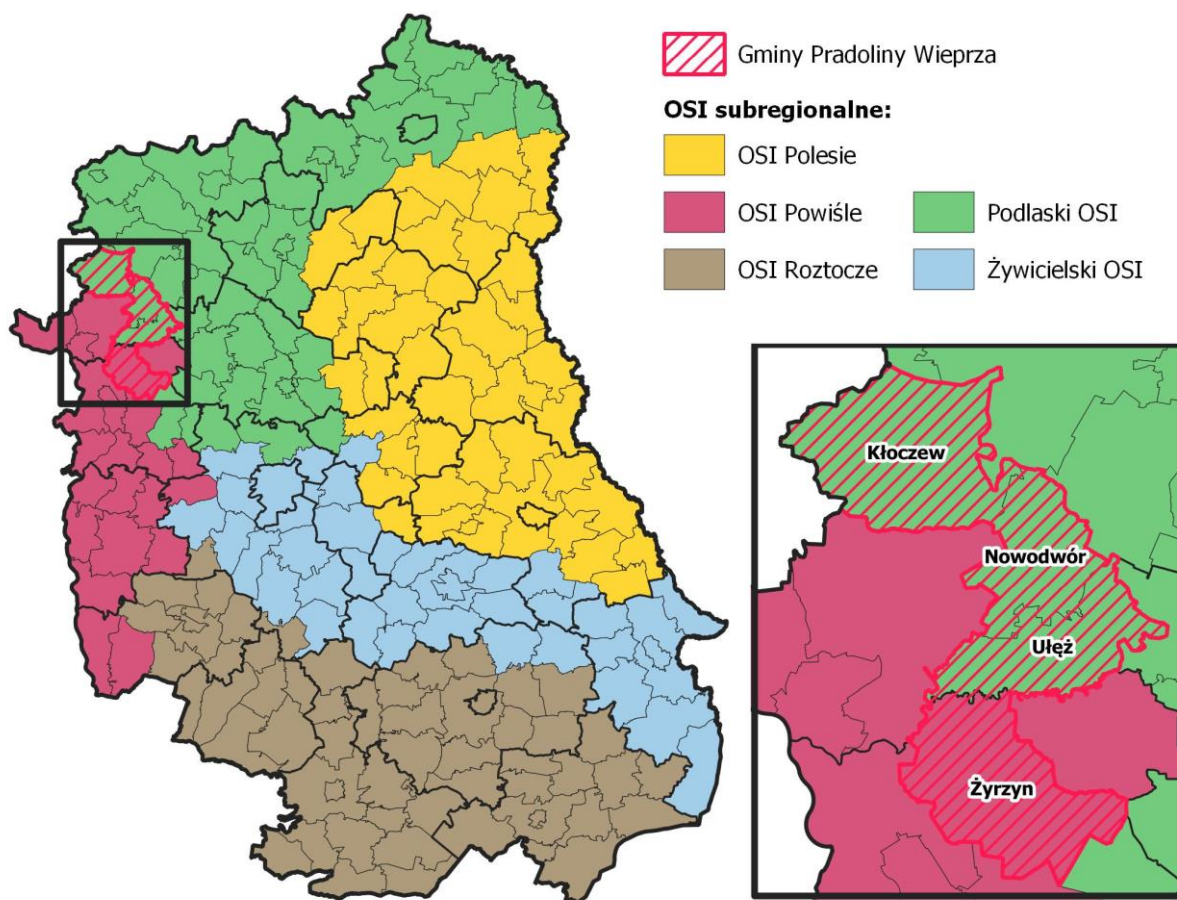 Gminy Pradoliny Wieprza
OSI subregionalne:
OSI Polesie
OSI Powiśle
Podlaski OSI
OSI Roztocze
Żywicielski OSI
Kłoczew
Nowodwór
Ułęż
Żyrzyn